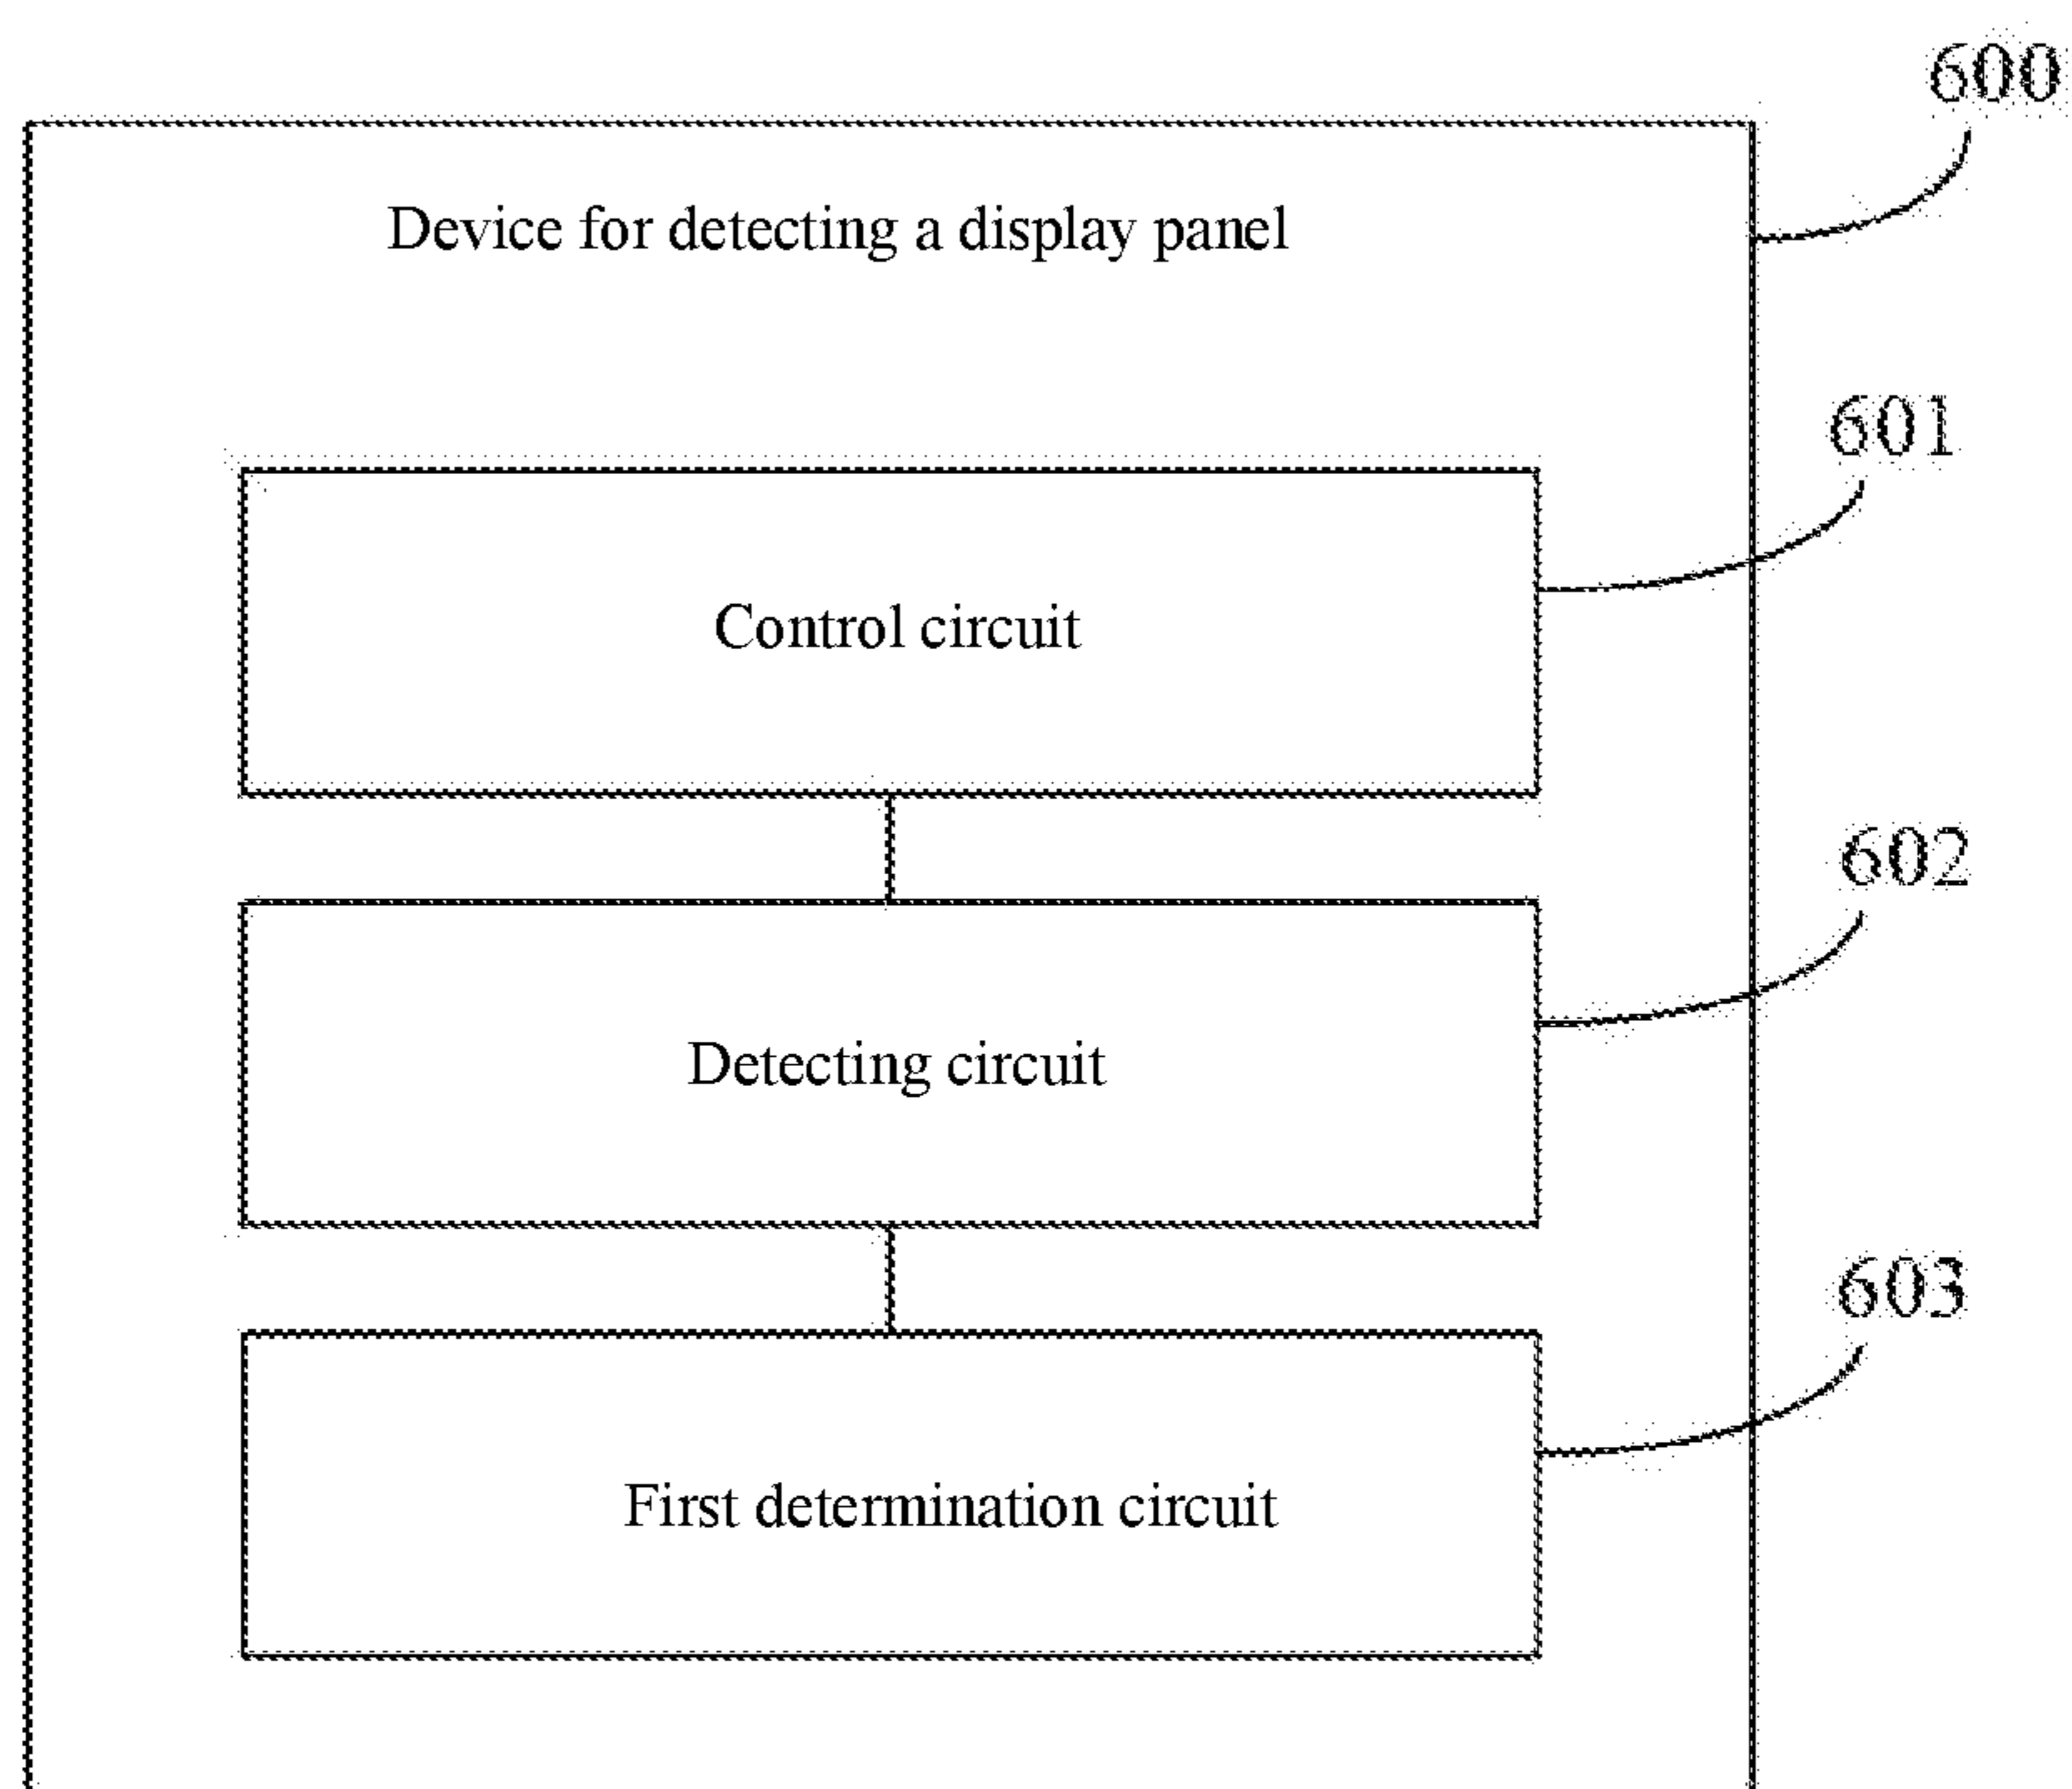 600
Device for detecting a display panel
601
Control circuit
602
Detecting circuit
603
First determination circuit